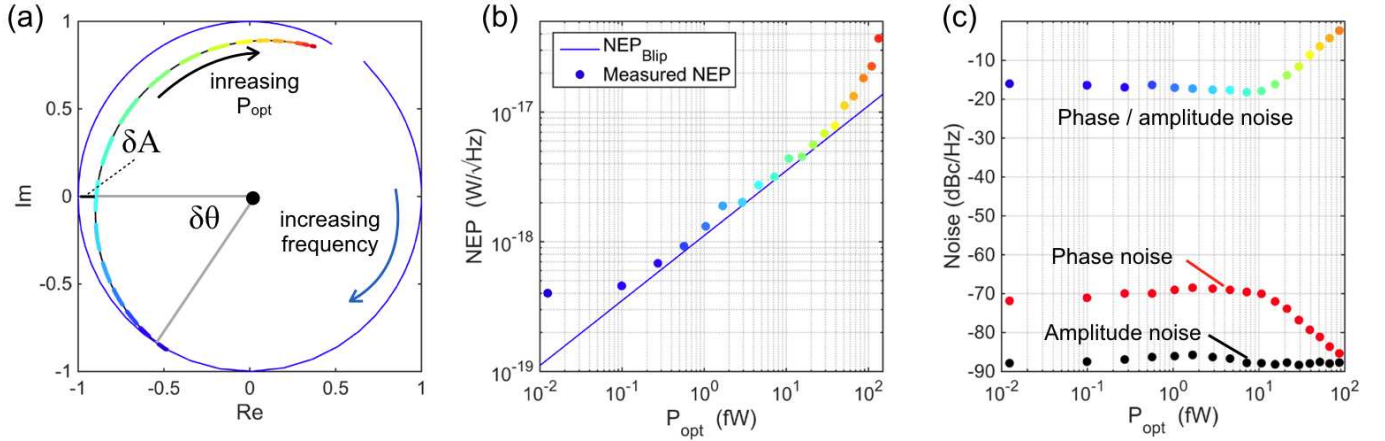 (a)
1
0.5
0
-0.5
-1
Im
-1
-0.5
0
0.5
1
Re
increasing
P_opt
δA
δθ
increasing
frequency
(b)
NEP_Blip
Measured NEP
10^-17
10^-18
10^-19
NEP (W/√Hz)
10^-2
10^-1
10^0
10^1
10^2
P_opt (fW)
(c)
-10
-20
-30
-40
-50
-60
-70
-80
-90
Noise (dBc/Hz)
Phase / amplitude noise
Phase noise
Amplitude noise
10^-2
10^-1
10^0
10^1
10^2
P_opt (fW)